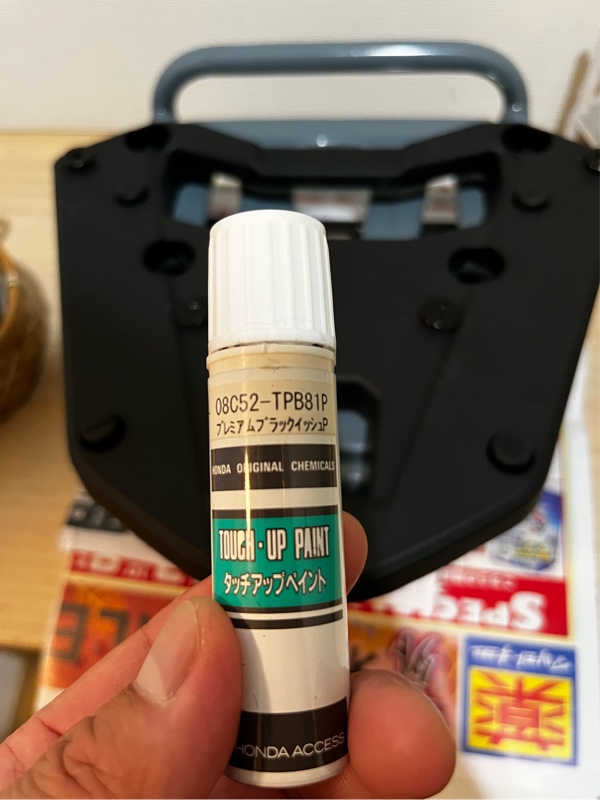 08C52-TPB81P
プレミアムブラックイッシュP
HONDA ORIGINAL CHEMICALS
TOUCH・UP PAINT
タッチアップペイント
HONDA ACCESS